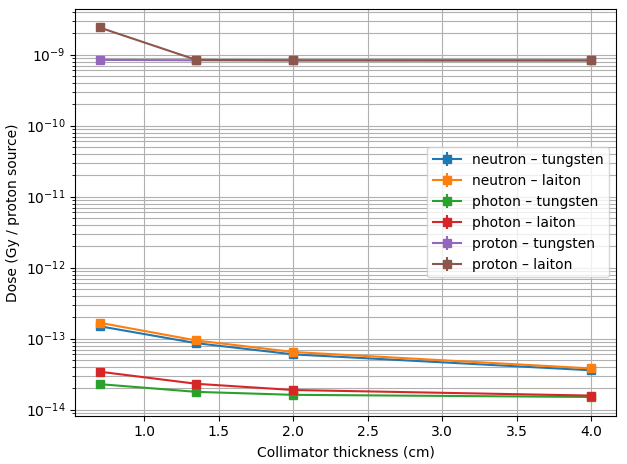 10⁻⁹
10⁻¹⁰
10⁻¹¹
10⁻¹²
10⁻¹³
10⁻¹⁴
Dose (Gy / proton source)
neutron – tungsten
neutron – laiton
photon – tungsten
photon – laiton
proton – tungsten
proton – laiton
1.0 1.5 2.0 2.5 3.0 3.5 4.0
Collimator thickness (cm)